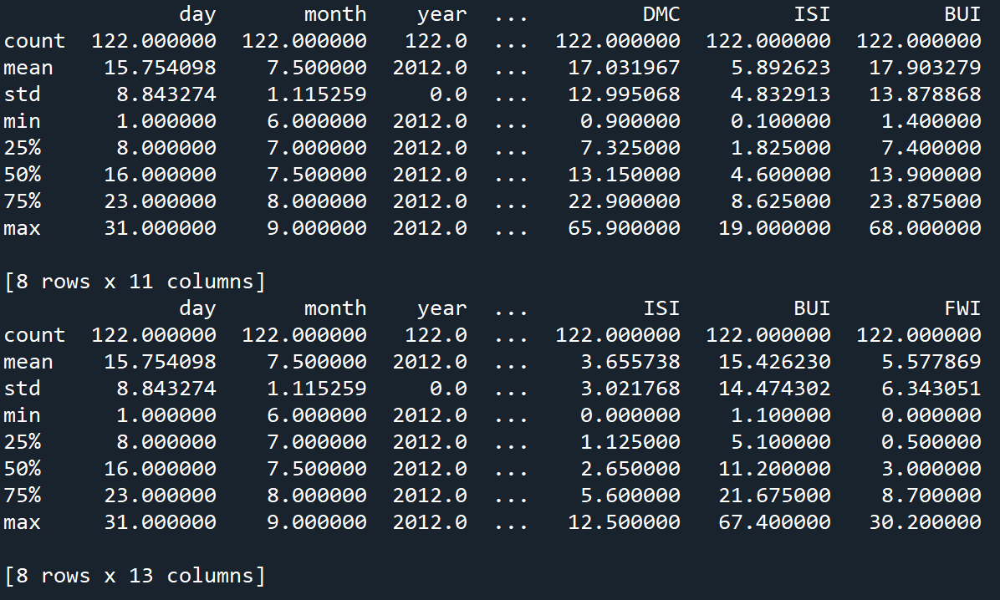 day month year ... DMC ISI BUI
count 122.000000 122.000000 122.0 ... 122.000000 122.000000 122.000000
mean 15.754098 7.500000 2012.0 ... 17.031967 5.892623 17.903279
std 8.843274 1.115259 0.0 ... 12.995068 4.832913 13.878868
min 1.000000 6.000000 2012.0 ... 0.900000 0.100000 1.400000
25% 8.000000 7.000000 2012.0 ... 7.325000 1.825000 7.400000
50% 16.000000 7.500000 2012.0 ... 13.150000 4.600000 13.900000
75% 23.000000 8.000000 2012.0 ... 22.900000 8.625000 23.875000
max 31.000000 9.000000 2012.0 ... 65.900000 19.000000 68.000000
[8 rows x 11 columns]
day month year ... ISI BUI FWI
count 122.000000 122.000000 122.0 ... 122.000000 122.000000 122.000000
mean 15.754098 7.500000 2012.0 ... 3.655738 15.426230 5.577869
std 8.843274 1.115259 0.0 ... 3.021768 14.474302 6.343051
min 1.000000 6.000000 2012.0 ... 0.000000 1.100000 0.000000
25% 8.000000 7.000000 2012.0 ... 1.125000 5.100000 0.500000
50% 16.000000 7.500000 2012.0 ... 2.650000 11.200000 3.000000
75% 23.000000 8.000000 2012.0 ... 5.600000 21.675000 8.700000
max 31.000000 9.000000 2012.0 ... 12.500000 67.400000 30.200000
[8 rows x 13 columns]